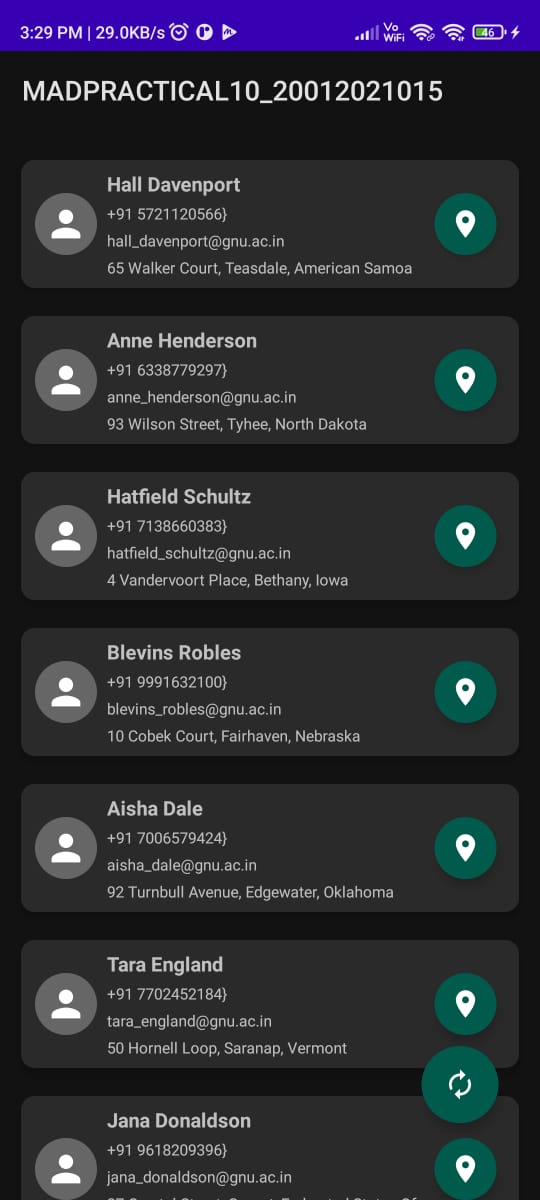 3:29 PM | 29.0KB/s
Vo
WiFi
46
MADPRACTICAL10_20012021015
Hall Davenport
+91 5721120566}
hall_davenport@gnu.ac.in
65 Walker Court, Teasdale, American Samoa
Anne Henderson
+91 6338779297}
anne_henderson@gnu.ac.in
93 Wilson Street, Tyhee, North Dakota
Hatfield Schultz
+91 7138660383}
hatfield_schultz@gnu.ac.in
4 Vandervoort Place, Bethany, Iowa
Blevins Robles
+91 9991632100}
blevins_robles@gnu.ac.in
10 Cobek Court, Fairhaven, Nebraska
Aisha Dale
+91 7006579424}
aisha_dale@gnu.ac.in
92 Turnbull Avenue, Edgewater, Oklahoma
Tara England
+91 7702452184}
tara_england@gnu.ac.in
50 Hornell Loop, Saranap, Vermont
Jana Donaldson
+91 9618209396}
jana_donaldson@gnu.ac.in